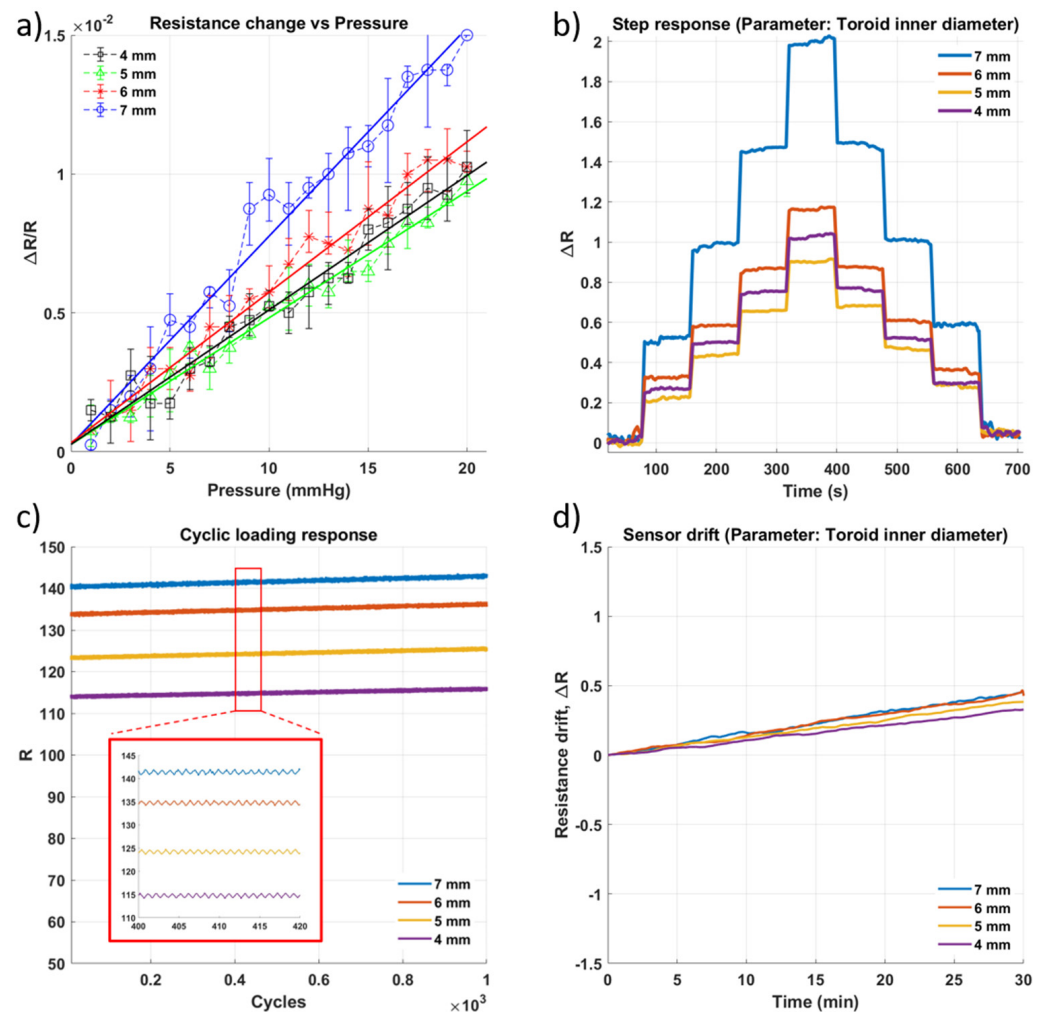 a)
Resistance change vs Pressure
×10⁻²
1.5
1
0.5
0
ΔR/R
4 mm
5 mm
6 mm
7 mm
0 5 10 15 20
Pressure (mmHg)
b)
Step response (Parameter: Toroid inner diameter)
2
1.8
1.6
1.4
1.2
1
0.8
0.6
0.4
0.2
0
ΔR
7 mm
6 mm
5 mm
4 mm
100 200 300 400 500 600 700
Time (s)
c)
Cyclic loading response
150
140
130
120
110
100
90
80
70
60
50
R
145
140
135
130
125
120
115
110
400 405 410 415 420
7 mm
6 mm
5 mm
4 mm
0.2 0.4 0.6 0.8 1
Cycles
×10³
d)
Sensor drift (Parameter: Toroid inner diameter)
1.5
1
0.5
0
-0.5
-1
-1.5
Resistance drift, ΔR
7 mm
6 mm
5 mm
4 mm
0 5 10 15 20 25 30
Time (min)